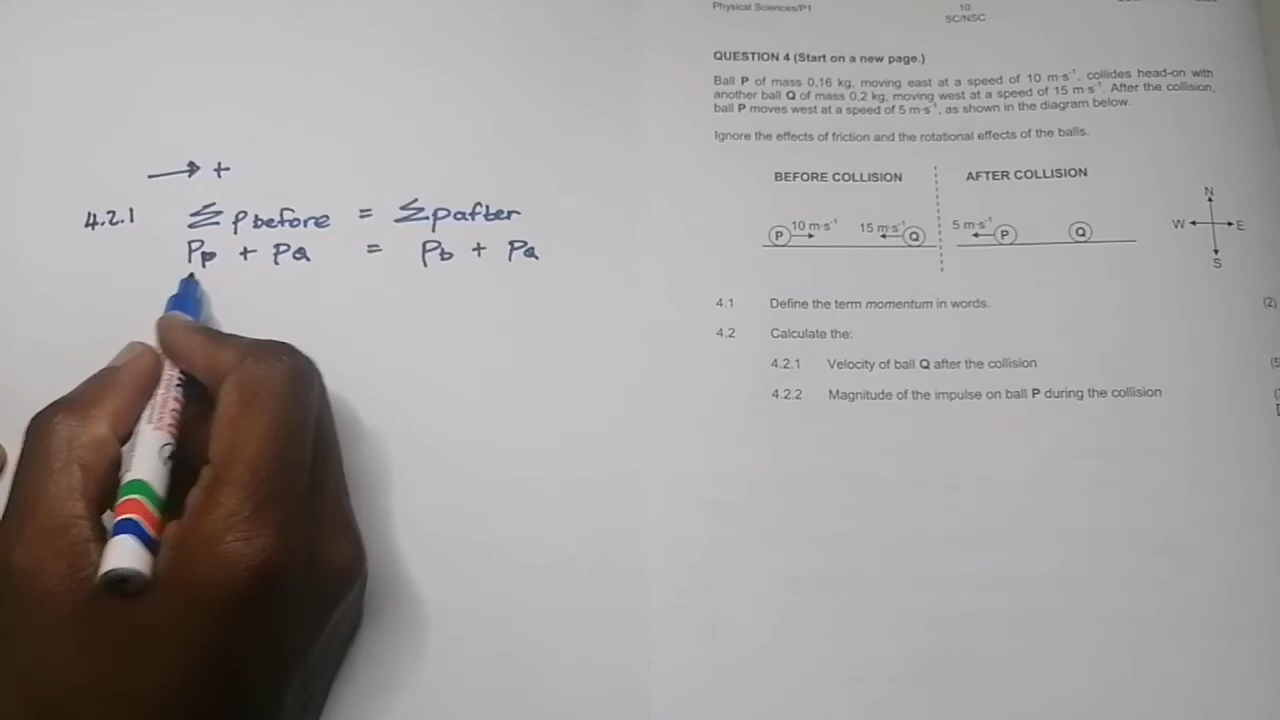 → +
4.2.1 Σpbefore = Σpafter
Pp + PQ = Pb + PQ
Physical Sciences/P1
10
SC/NSC
QUESTION 4 (Start on a new page.)
Ball P of mass 0,16 kg, moving east at a speed of 10 m·s⁻¹, collides head-on with
another ball Q of mass 0,2 kg, moving west at a speed of 15 m·s⁻¹. After the collision,
ball P moves west at a speed of 5 m·s⁻¹, as shown in the diagram below.
Ignore the effects of friction and the rotational effects of the balls.
BEFORE COLLISION AFTER COLLISION
P 10 m·s⁻¹ 15 m·s⁻¹ Q 5 m·s⁻¹ P Q
N
W E
S
4.1 Define the term momentum in words. (2)
4.2 Calculate the:
4.2.1 Velocity of ball Q after the collision (5
4.2.2 Magnitude of the impulse on ball P during the collision